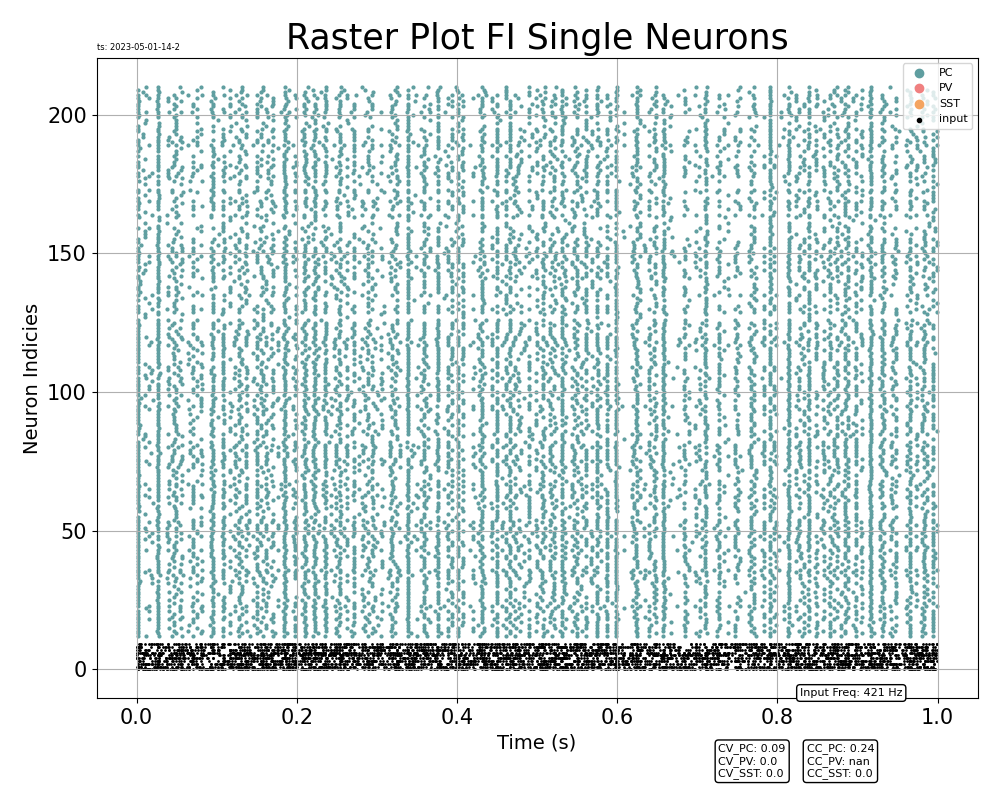 Raster Plot FI Single Neurons
ts: 2023-05-01-14-2
PC
PV
SST
input
200
150
100
50
0
Neuron Indicies
0.0 0.2 0.4 0.6 0.8 1.0
Time (s)
Input Freq: 421 Hz
CV_PC: 0.09
CV_PV: 0.0
CV_SST: 0.0
CC_PC: 0.24
CC_PV: nan
CC_SST: 0.0